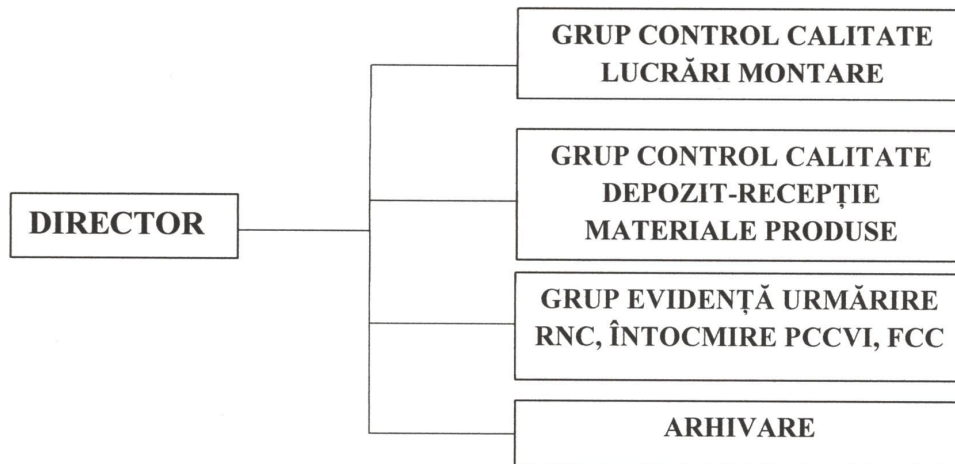 GRUP CONTROL CALITATE
LUCRĂRI MONTARE
GRUP CONTROL CALITATE
DEPOZIT-RECEPȚIE
MATERIALE PRODUSE
DIRECTOR
GRUP EVIDENȚĂ URMĂRIRE
RNC, ÎNTOCMIRE PCCVI, FCC
ARHIVARE